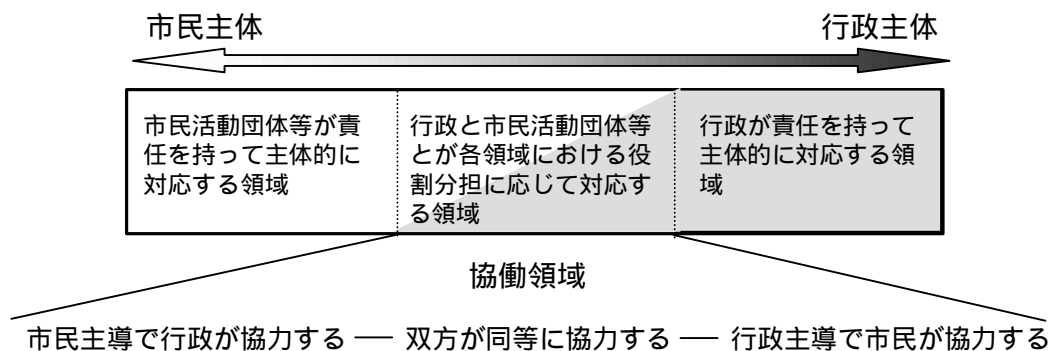 市民主体
行政主体
市民活動団体等が責
任を持って主体的に
対応する領域
行政と市民活動団体等
とが各領域における役
割分担に応じて対応す
る領域
行政が責任を持って
主体的に対応する領
域
協働領域
市民主導で行政が協力する ― 双方が同等に協力する ― 行政主導で市民が協力する